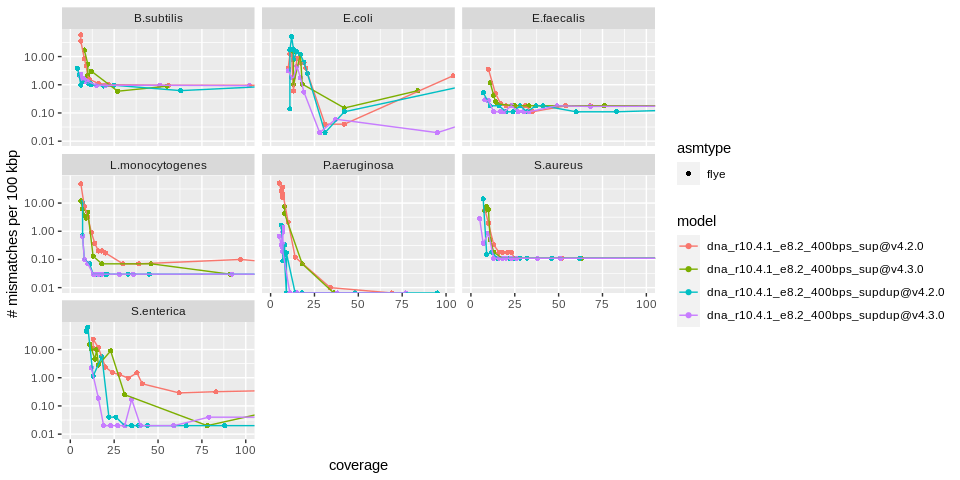 B.subtilis
E.coli
E.faecalis
10.00
1.00
0.10
0.01
L.monocytogenes
P.aeruginosa
S.aureus
10.00
1.00
0.10
0.01
0 25 50 75 100
0 25 50 75 100
S.enterica
10.00
1.00
0.10
0.01
0 25 50 75 100
# mismatches per 100 kbp
coverage
asmtype
flye
model
dna_r10.4.1_e8.2_400bps_sup@v4.2.0
dna_r10.4.1_e8.2_400bps_sup@v4.3.0
dna_r10.4.1_e8.2_400bps_supdup@v4.2.0
dna_r10.4.1_e8.2_400bps_supdup@v4.3.0